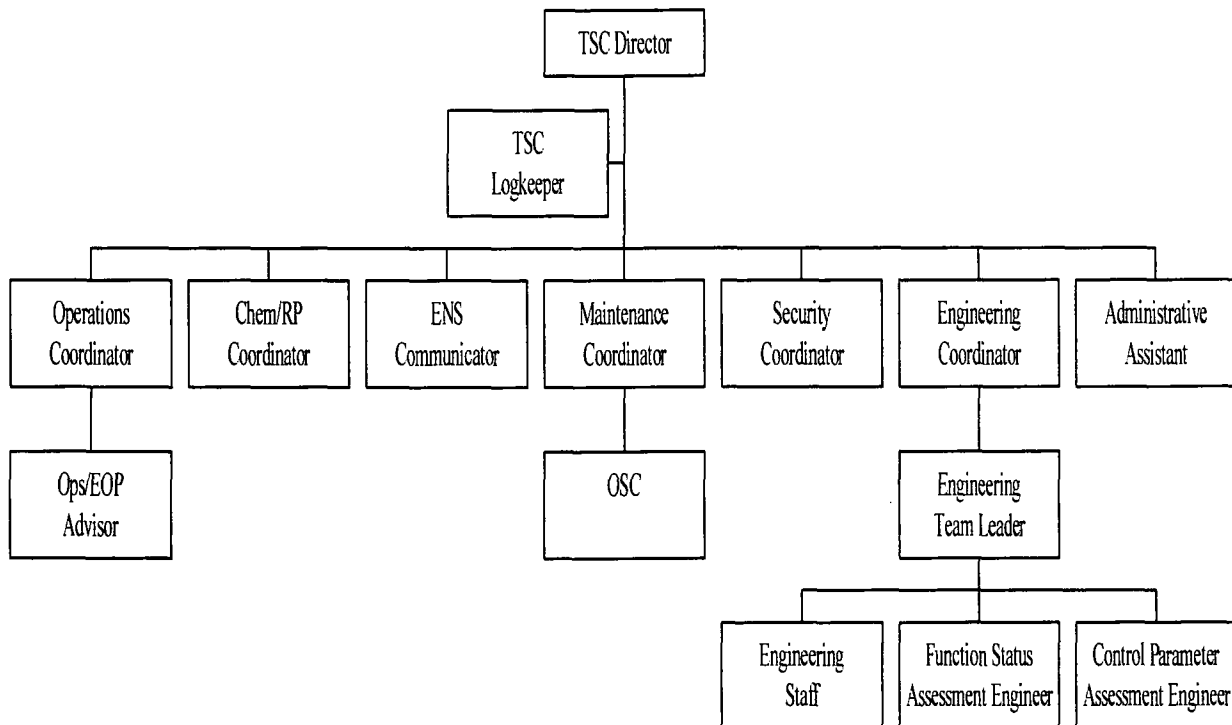 TSC Director
TSC
Logkeeper
Operations
Coordinator
Chem/RP
Coordinator
ENS
Communicator
Maintenance
Coordinator
Security
Coordinator
Engineering
Coordinator
Administrative
Assistant
Ops/EOP
Advisor
OSC
Engineering
Team Leader
Engineering
Staff
Function Status
Assessment Engineer
Control Parameter
Assessment Engineer